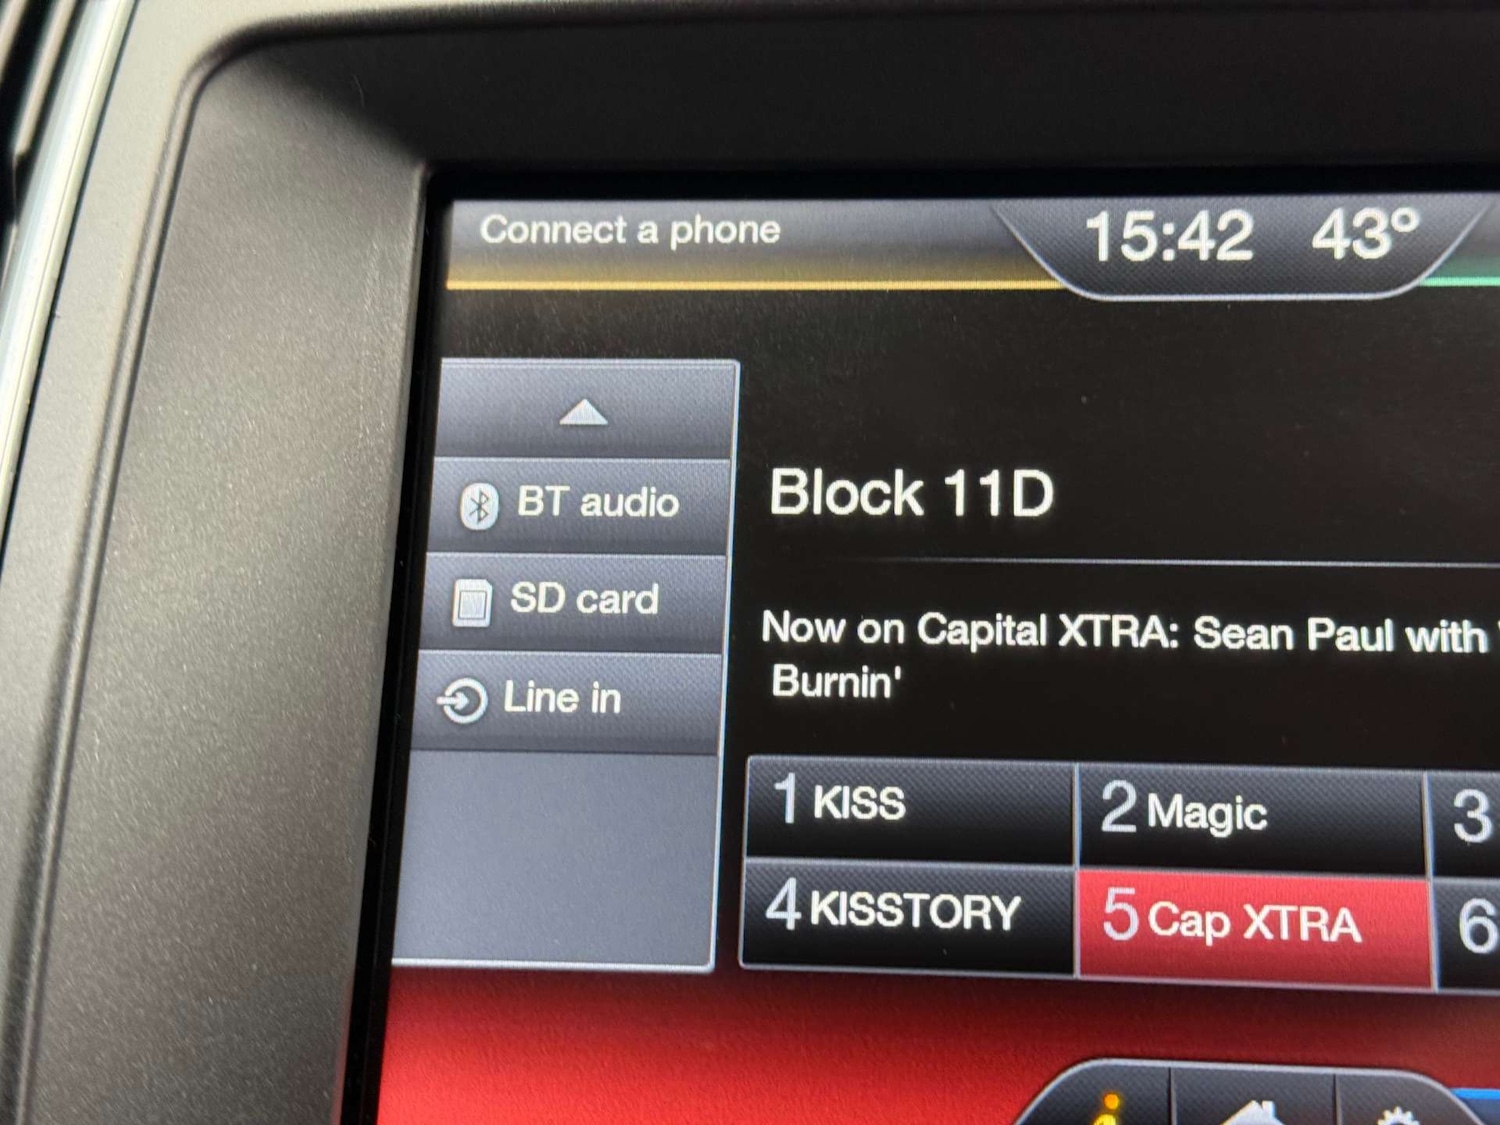 Connect a phone
15:42 43°
BT audio
SD card
Line in
Block 11D
Now on Capital XTRA: Sean Paul with
Burnin'
1 KISS
2 Magic
3
4 KISSTORY
5 Cap XTRA
6